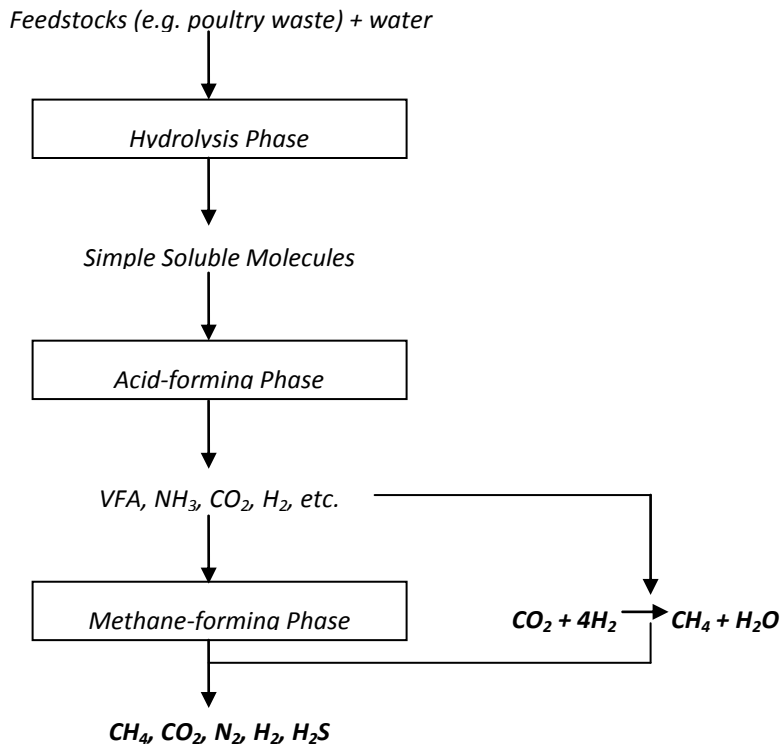 Feedstocks (e.g. poultry waste) + water
Hydrolysis Phase
Simple Soluble Molecules
Acid-forming Phase
VFA, NH₃, CO₂, H₂, etc.
Methane-forming Phase
CO₂ + 4H₂ → CH₄ + H₂O
CH₄, CO₂, N₂, H₂, H₂S